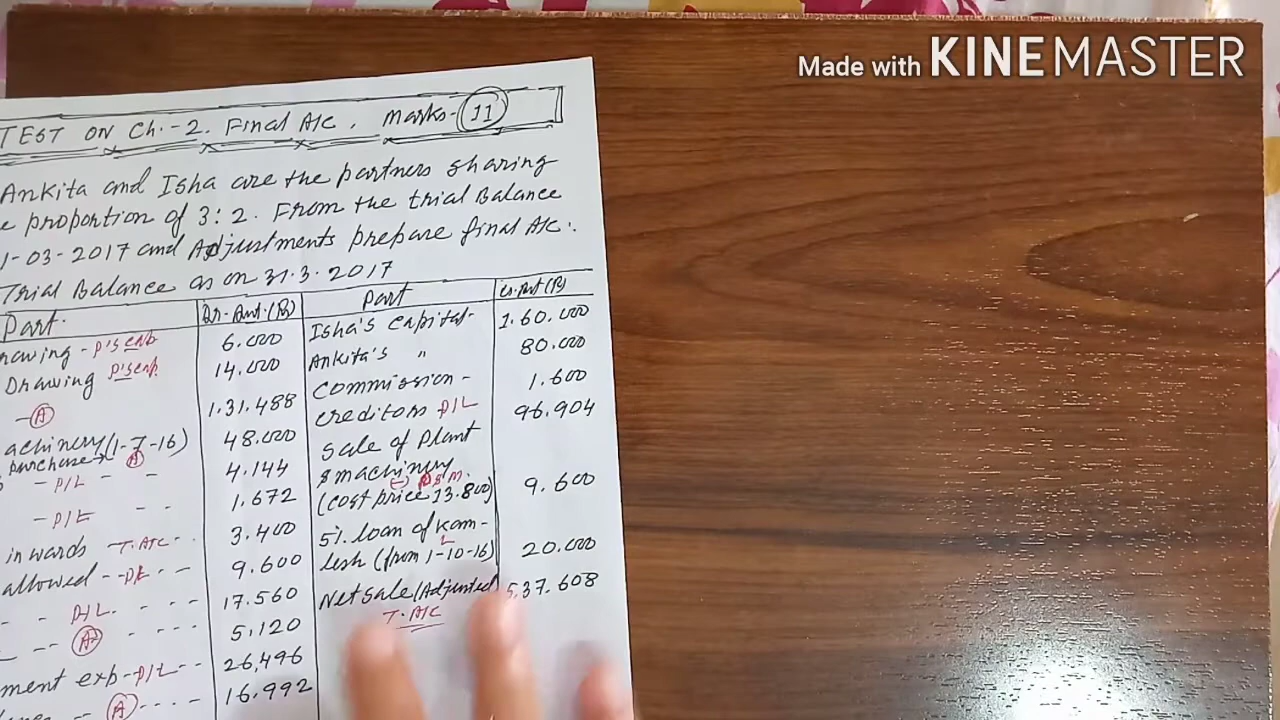 Made with KINEMASTER
TEST ON Ch.-2. Final A/C. Marks-11
Ankita and Isha are the partners sharing
e proportion of 3:2. From the trial Balance
1-03-2017 and Adjustments prepare final A/C.
Trial Balance as on 31.3.2017
Part. Dr. Amt. (Rs) Part Cr. Amt (Rs)
rawing - P's cap 6.000 Isha's capital- 1.60.000
Drawing P's cap. 14.000 Ankita's " 80.000
- A 1.31.488 commission - 1.600
achinery (1-7-16) 48.000 creditors P/L 96.904
purchase A 4.144 sale of Plant
- P/L - - 1.672 & machinery
- P/L - - 3.400 (cost price 13.800) 9.600
inwards - T. A/C - 9.600 5% loan of Kam-
allowed - - P/L - - 17.560 lesh (from 1-10-16) 20.000
- - P/L. - - - 5.120 Net sale (Adjusted 5,37.608
- - A - - - - 26,496 T. A/C
ment exp - P/L - - 16.992
- - A - - - -